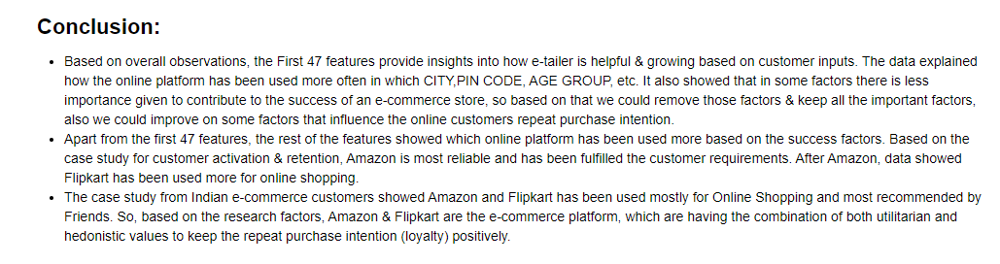 Conclusion:
• Based on overall observations, the First 47 features provide insights into how e-tailer is helpful & growing based on customer inputs. The data explained
how the online platform has been used more often in which CITY,PIN CODE, AGE GROUP, etc. It also showed that in some factors there is less
importance given to contribute to the success of an e-commerce store, so based on that we could remove those factors & keep all the important factors,
also we could improve on some factors that influence the online customers repeat purchase intention.
• Apart from the first 47 features, the rest of the features showed which online platform has been used more based on the success factors. Based on the
case study for customer activation & retention, Amazon is most reliable and has been fulfilled the customer requirements. After Amazon, data showed
Flipkart has been used more for online shopping.
• The case study from Indian e-commerce customers showed Amazon and Flipkart has been used mostly for Online Shopping and most recommended by
Friends. So, based on the research factors, Amazon & Flipkart are the e-commerce platform, which are having the combination of both utilitarian and
hedonistic values to keep the repeat purchase intention (loyalty) positively.